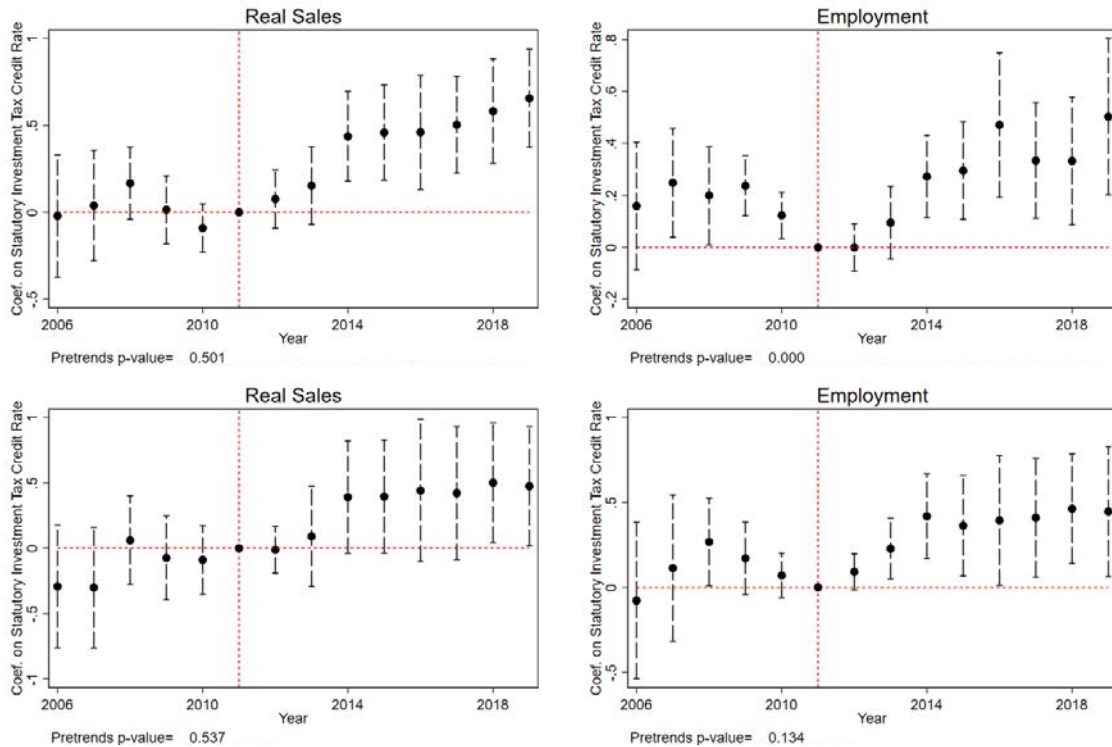 Real Sales
Coef. on Statutory Investment Tax Credit Rate
1
.5
0
-.5
2006 2010 2014 2018
Year
Pretrends p-value= 0.501
Employment
Coef. on Statutory Investment Tax Credit Rate
.8
.6
.4
.2
0
-.2
2006 2010 2014 2018
Year
Pretrends p-value= 0.000
Real Sales
Coef. on Statutory Investment Tax Credit Rate
1
.5
0
-.5
-1
2006 2010 2014 2018
Year
Pretrends p-value= 0.537
Employment
Coef. on Statutory Investment Tax Credit Rate
1
.5
0
-.5
2006 2010 2014 2018
Year
Pretrends p-value= 0.134